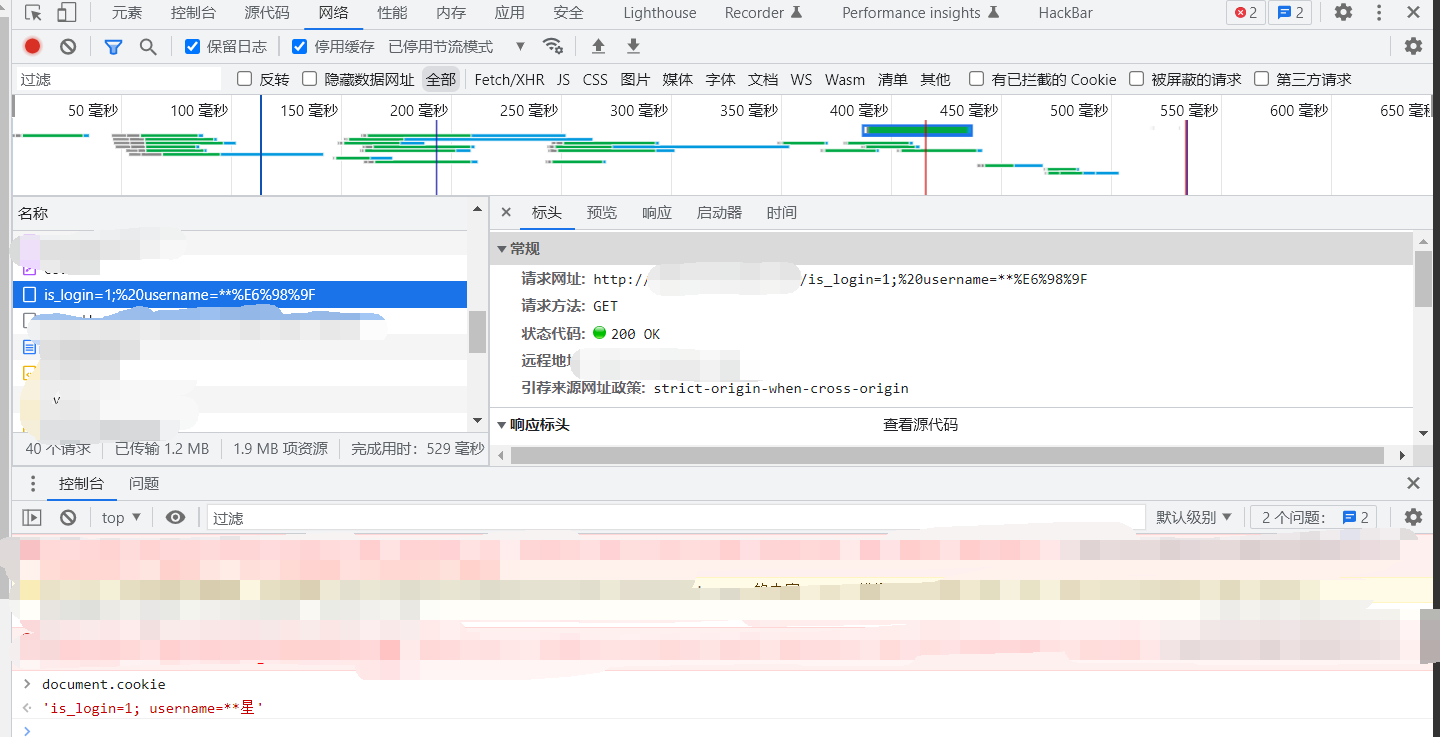 元素 控制台 源代码 网络 性能 内存 应用 安全 Lighthouse Recorder Performance insights HackBar 2 2
保留日志 停用缓存 已停用节流模式
过滤 反转 隐藏数据网址 全部 Fetch/XHR JS CSS 图片 媒体 字体 文档 WS Wasm 清单 其他 有已拦截的 Cookie 被屏蔽的请求 第三方请求
50 毫秒 100 毫秒 150 毫秒 200 毫秒 250 毫秒 300 毫秒 350 毫秒 400 毫秒 450 毫秒 500 毫秒 550 毫秒 600 毫秒 650 毫
名称
is_login=1;%20username=**%E6%98%9F
40 个请求 已传输 1.2 MB 1.9 MB 项资源 完成用时：529 毫秒
标头 预览 响应 启动器 时间
常规
请求网址: http:// /is_login=1;%20username=**%E6%98%9F
请求方法: GET
状态代码: 200 OK
远程地
引荐来源网址政策: strict-origin-when-cross-origin
响应标头 查看源代码
控制台 问题
top 过滤 默认级别 2 个问题： 2
document.cookie
'is_login=1; username=**星'